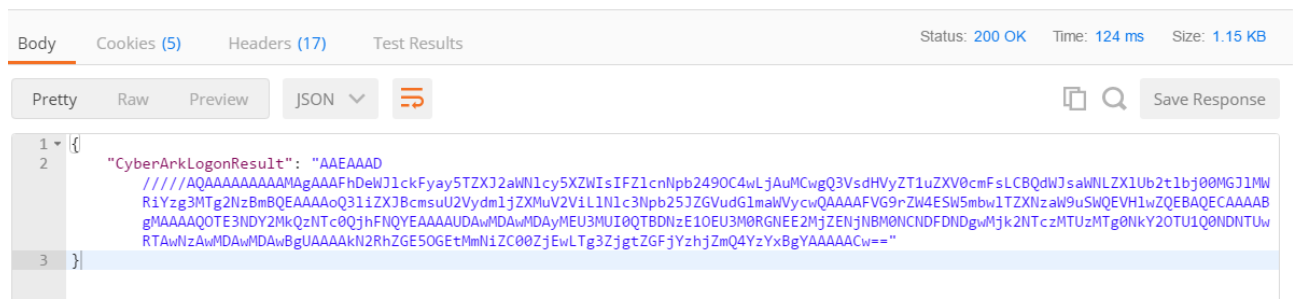 Body Cookies (5) Headers (17) Test Results Status: 200 OK Time: 124 ms Size: 1.15 KB
Pretty Raw Preview JSON Save Response
1 {
2 "CyberArkLogonResult": "AAEAAAD
/////AQAAAAAAAAAMAgAAAFhDeWJlckFyay5TZXJ2aWNlcy5XZWIsIFZlcnNpb249OC4wLjAuMCwgQ3VsdHVyZT1uZXV0cmFsLCBQdWJsaWNLZXlUb2tlbj00MGJlMW
RiYzg3MTg2NzBmBQEAAAAoQ3liZXJBcmsuU2VydmljZXMuV2ViLlNlc3Npb25JZGVudGlmaWVycwQAAAAFVG9rZW4ESW5mbwlTZXNzaW9uSWQEVHlwZQEBAQECAAAAB
gMAAAAQOTE3NDY2MkQzNTc0QjhFNQYEAAAAUDAwMDAwMDAyMEU3MUI0QTBDNzE1OEU3M0RGNEE2MjZENjNBM0NCNDFDNDgwMjk2NTczMTUzMTg0NkY2OTU1Q0NDNTUw
RTAwNzAwMDAwMDAwBgUAAAAkN2RhZGE5OGEtMmNiZC00ZjEwLTg3ZjgtZGFjYzhjZmQ4YzYxBgYAAAAACw=="
3 }